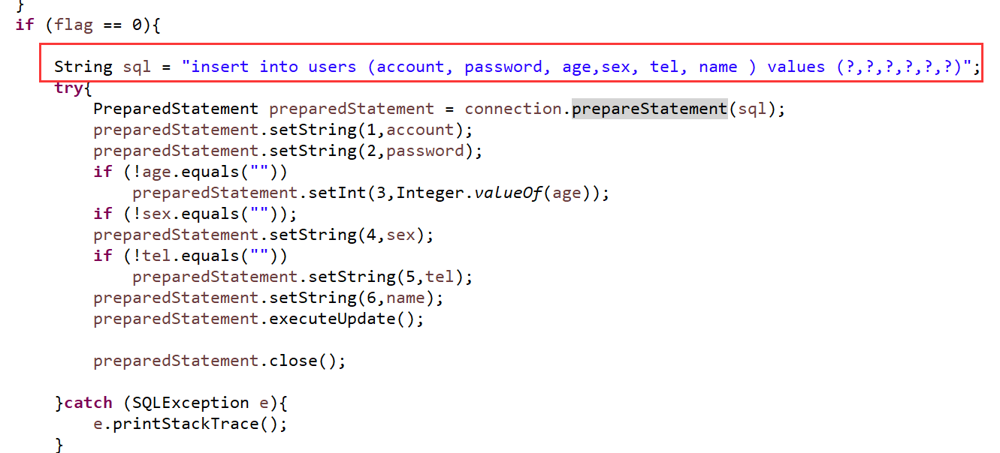 }
if (flag == 0){
String sql = "insert into users (account, password, age,sex, tel, name ) values (?,?,?,?,?,?)";
try{
PreparedStatement preparedStatement = connection.prepareStatement(sql);
preparedStatement.setString(1,account);
preparedStatement.setString(2,password);
if (!age.equals(""))
preparedStatement.setInt(3,Integer.valueOf(age));
if (!sex.equals(""));
preparedStatement.setString(4,sex);
if (!tel.equals(""))
preparedStatement.setString(5,tel);
preparedStatement.setString(6,name);
preparedStatement.executeUpdate();
preparedStatement.close();
}catch (SQLException e){
e.printStackTrace();
}